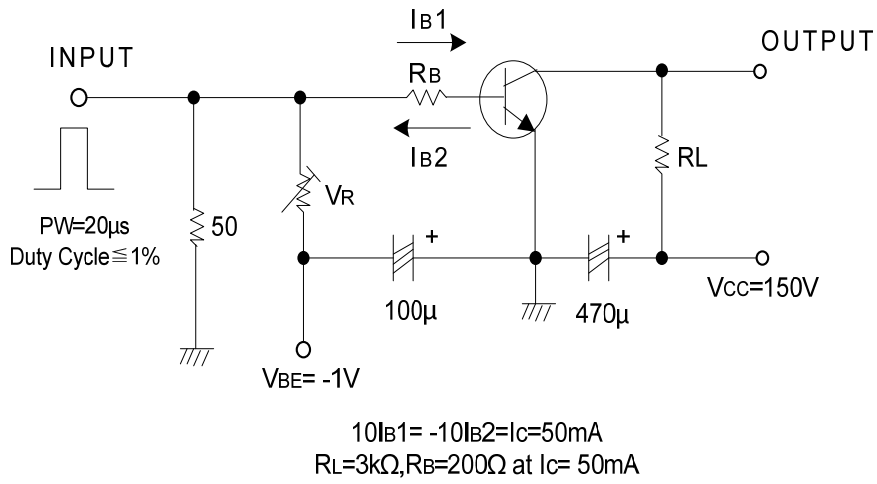 IB1
INPUT
OUTPUT
RB
IB2
RL
VR
50
PW=20μs
Duty Cycle≦1%
+
+
100μ
470μ
VCC=150V
VBE= -1V
10IB1= -10IB2=IC=50mA
RL=3kΩ,RB=200Ω at IC= 50mA